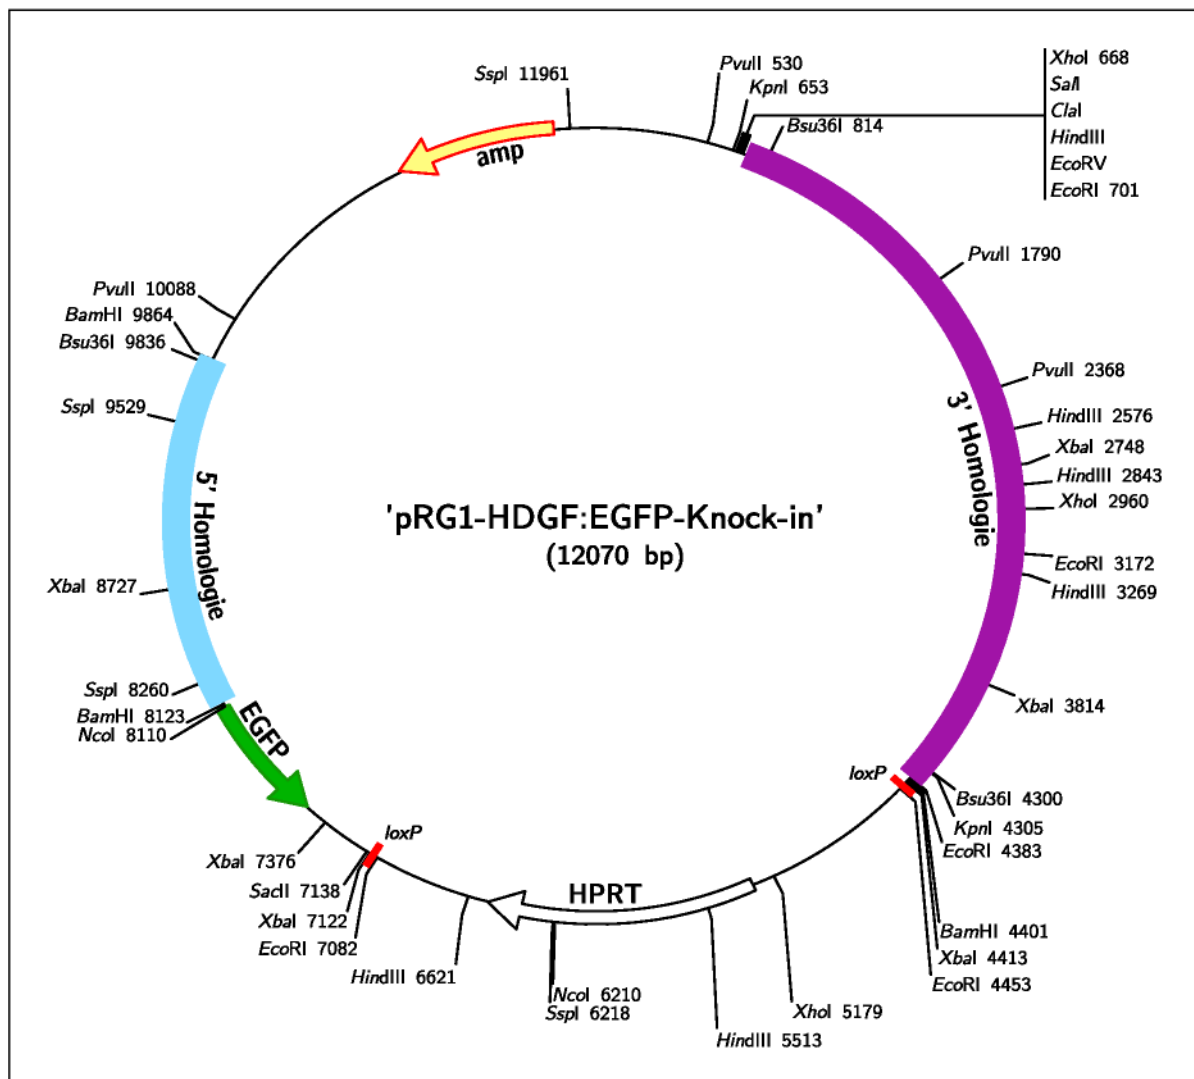 SspI 11961
PvuII 530
KpnI 653
XhoI 668
SalI
ClaI
HindIII
EcoRV
EcoRI 701
Bsu36I 814
amp
PvuII 1790
PvuII 10088
BamHI 9864
Bsu36I 9836
SspI 9529
PvuII 2368
HindIII 2576
XbaI 2748
HindIII 2843
XhoI 2960
EcoRI 3172
HindIII 3269
3' Homologie
5' Homologie
'pRG1-HDGF:EGFP-Knock-in'
(12070 bp)
XbaI 8727
SspI 8260
BamHI 8123
NcoI 8110
EGFP
XbaI 3814
loxP
Bsu36I 4300
KpnI 4305
EcoRI 4383
BamHI 4401
XbaI 4413
EcoRI 4453
loxP
XbaI 7376
SacII 7138
XbaI 7122
EcoRI 7082
HindIII 6621
HPRT
NcoI 6210
SspI 6218
XhoI 5179
HindIII 5513